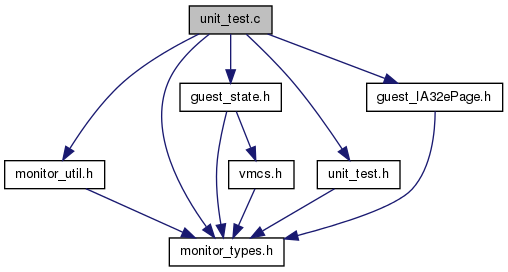 unit_test.c
guest_state.h
guest_IA32ePage.h
monitor_util.h
vmcs.h
unit_test.h
monitor_types.h